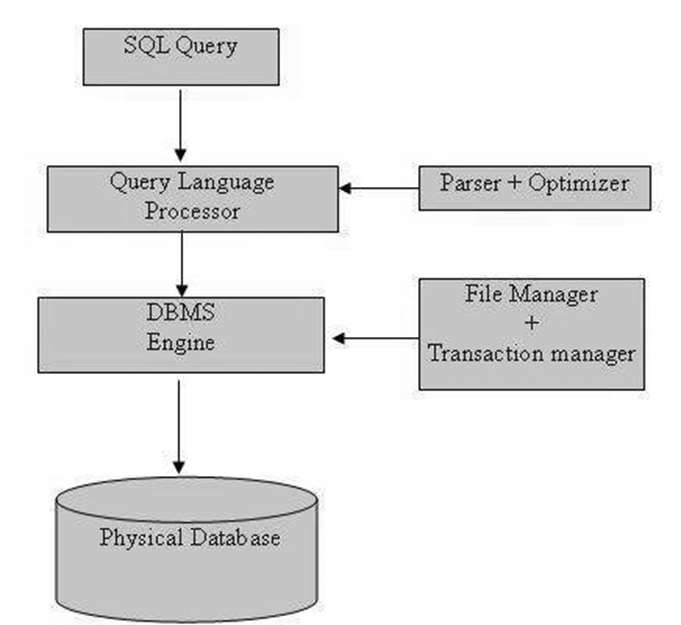 SQL Query
Query Language
Processor
Parser + Optimizer
DBMS
Engine
File Manager
+
Transaction manager
Physical Database